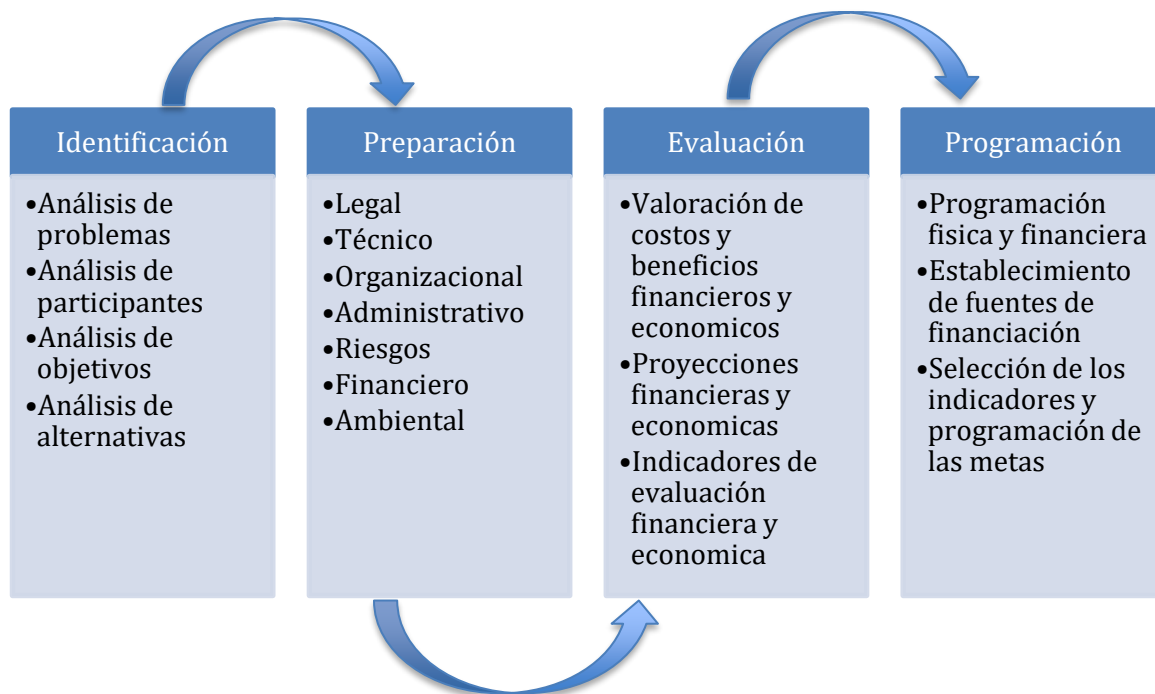 Identificación
•Análisis de
problemas
•Análisis de
participantes
•Análisis de
objetivos
•Análisis de
alternativas
Preparación
•Legal
•Técnico
•Organizacional
•Administrativo
•Riesgos
•Financiero
•Ambiental
Evaluación
•Valoración de
costos y
beneficios
financieros y
economicos
•Proyecciones
financieras y
economicas
•Indicadores de
evaluación
financiera y
economica
Programación
•Programación
fisica y financiera
•Establecimiento
de fuentes de
financiación
•Selección de los
indicadores y
programación de
las metas